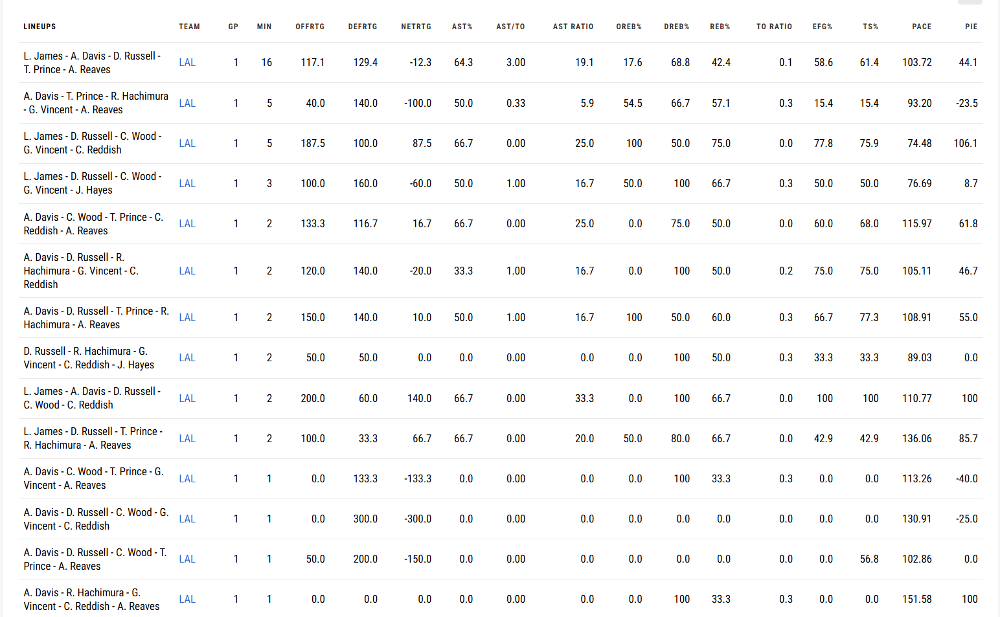 LINEUPS TEAM GP MIN OFFRTG DEFRTG NETRTG AST% AST/TO AST RATIO OREB% DREB% REB% TO RATIO EFG% TS% PACE PIE
L. James - A. Davis - D. Russell -
T. Prince - A. Reaves
LAL 1 16 117.1 129.4 -12.3 64.3 3.00 19.1 17.6 68.8 42.4 0.1 58.6 61.4 103.72 44.1
A. Davis - T. Prince - R. Hachimura
- G. Vincent - A. Reaves
LAL 1 5 40.0 140.0 -100.0 50.0 0.33 5.9 54.5 66.7 57.1 0.3 15.4 15.4 93.20 -23.5
L. James - D. Russell - C. Wood -
G. Vincent - C. Reddish
LAL 1 5 187.5 100.0 87.5 66.7 0.00 25.0 100 50.0 75.0 0.0 77.8 75.9 74.48 106.1
L. James - D. Russell - C. Wood -
G. Vincent - J. Hayes
LAL 1 3 100.0 160.0 -60.0 50.0 1.00 16.7 50.0 100 66.7 0.3 50.0 50.0 76.69 8.7
A. Davis - C. Wood - T. Prince - C.
Reddish - A. Reaves
LAL 1 2 133.3 116.7 16.7 66.7 0.00 25.0 0.0 75.0 50.0 0.0 60.0 68.0 115.97 61.8
A. Davis - D. Russell - R.
Hachimura - G. Vincent - C.
Reddish
LAL 1 2 120.0 140.0 -20.0 33.3 1.00 16.7 0.0 100 50.0 0.2 75.0 75.0 105.11 46.7
A. Davis - D. Russell - T. Prince - R.
Hachimura - A. Reaves
LAL 1 2 150.0 140.0 10.0 50.0 1.00 16.7 100 50.0 60.0 0.3 66.7 77.3 108.91 55.0
D. Russell - R. Hachimura - G.
Vincent - C. Reddish - J. Hayes
LAL 1 2 50.0 50.0 0.0 0.0 0.00 0.0 0.0 100 50.0 0.3 33.3 33.3 89.03 0.0
L. James - A. Davis - D. Russell -
C. Wood - C. Reddish
LAL 1 2 200.0 60.0 140.0 66.7 0.00 33.3 0.0 100 66.7 0.0 100 100 110.77 100
L. James - D. Russell - T. Prince -
R. Hachimura - A. Reaves
LAL 1 2 100.0 33.3 66.7 66.7 0.00 20.0 50.0 80.0 66.7 0.0 42.9 42.9 136.06 85.7
A. Davis - C. Wood - T. Prince - G.
Vincent - A. Reaves
LAL 1 1 0.0 133.3 -133.3 0.0 0.00 0.0 0.0 100 33.3 0.3 0.0 0.0 113.26 -40.0
A. Davis - D. Russell - C. Wood - G.
Vincent - C. Reddish
LAL 1 1 0.0 300.0 -300.0 0.0 0.00 0.0 0.0 0.0 0.0 0.0 0.0 0.0 130.91 -25.0
A. Davis - D. Russell - C. Wood - T.
Prince - A. Reaves
LAL 1 1 50.0 200.0 -150.0 0.0 0.00 0.0 0.0 0.0 0.0 0.0 0.0 56.8 102.86 0.0
A. Davis - R. Hachimura - G.
Vincent - C. Reddish - A. Reaves
LAL 1 1 0.0 0.0 0.0 0.0 0.00 0.0 0.0 100 33.3 0.3 0.0 0.0 151.58 100